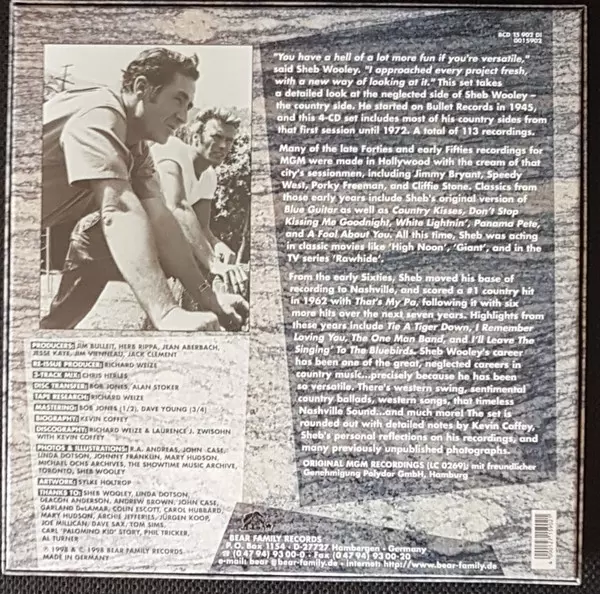 BCD 15 902 DI
0015902
"You have a hell of a lot more fun if you're versatile,"
said Sheb Wooley. "I approached every project fresh,
with a new way of looking at it." This set takes
a detailed look at the neglected side of Sheb Wooley –
the country side. He started on Bullet Records in 1945,
and this 4-CD set includes most of his country sides from
that first session until 1972. A total of 113 recordings.
Many of the late Forties and early Fifties recordings for
MGM were made in Hollywood with the cream of that
city's sessionmen, including Jimmy Bryant, Speedy
West, Porky Freeman, and Cliffie Stone. Classics from
those early years include Sheb's original version of
Blue Guitar as well as Country Kisses, Don't Stop
Kissing Me Goodnight, White Lightnin', Panama Pete,
and A Fool About You. All this time, Sheb was acting
in classic movies like 'High Noon', 'Giant', and in the
TV series 'Rawhide'.
From the early Sixties, Sheb moved his base of
recording to Nashville, and scored a #1 country hit
in 1962 with That's My Pa, following it with six
more hits over the next seven years. Highlights from
these years include Tie A Tiger Down, I Remember
Loving You, The One Man Band, and I'll Leave The
Singing' To The Bluebirds. Sheb Wooley's career
has been one of the great, neglected careers in
country music...precisely because he has been
so versatile. There's western swing, sentimental
country ballads, western songs, that timeless
Nashville Sound...and much more! The set is
rounded out with detailed notes by Kevin Coffey,
Sheb's personal reflections on his recordings, and
many previously unpublished photographs.
ORIGINAL MGM RECORDINGS (LC 0269); mit freundlicher
Genehmigung Polydor GmbH, Hamburg
PRODUCERS: JIM BULLEIT, HERB RIPPA, JEAN ABERBACH,
JESSE KAYE, JIM VIENNEAU, JACK CLEMENT
RE-ISSUE PRODUCER: RICHARD WEIZE
3-TRACK MIX: CHRIS HERLES
DISC TRANSFER: BOB JONES, ALAN STOKER
TAPE RESEARCH: RICHARD WEIZE
MASTERING: BOB JONES (1/2), DAVE YOUNG (3/4)
BIOGRAPHY: KEVIN COFFEY
DISCOGRAPHY: RICHARD WEIZE & LAURENCE J. ZWISOHN
WITH KEVIN COFFEY
PHOTOS & ILLUSTRATIONS: R.A. ANDREAS, JOHN CASE,
LINDA DOTSON, JOHNNY FRANKLIN, MARY HUDSON,
MICHAEL OCHS ARCHIVES, THE SHOWTIME MUSIC ARCHIVE,
TORONTO, SHEB WOOLEY
ARTWORK: SYLKE HOLTROP
THANKS TO: SHEB WOOLEY, LINDA DOTSON,
DEACON ANDERSON, ANDREW BROWN, JOHN CASE,
GARLAND DeLAMAR, COLIN ESCOTT, CAROL HUBBARD,
MARY HUDSON, ARCHIE JEFFERIES, JÜRGEN KOOP,
JOE MILLICAN, DAVE SAX, TOM SIMS,
CARL 'PALOMINO KID' STORY, PHIL TRICKER,
AL TURNER
℗ 1998 & © 1998 BEAR FAMILY RECORDS
MADE IN GERMANY
BEAR FAMILY RECORDS
P.O. Box 1154 · D-27727 Hambergen · Germany
☎ (0 47 94) 93 00-0 · Fax (0 47 94) 93 00-20
e-mail: bear@bear-family.de · internet: http://www.bear-family.de